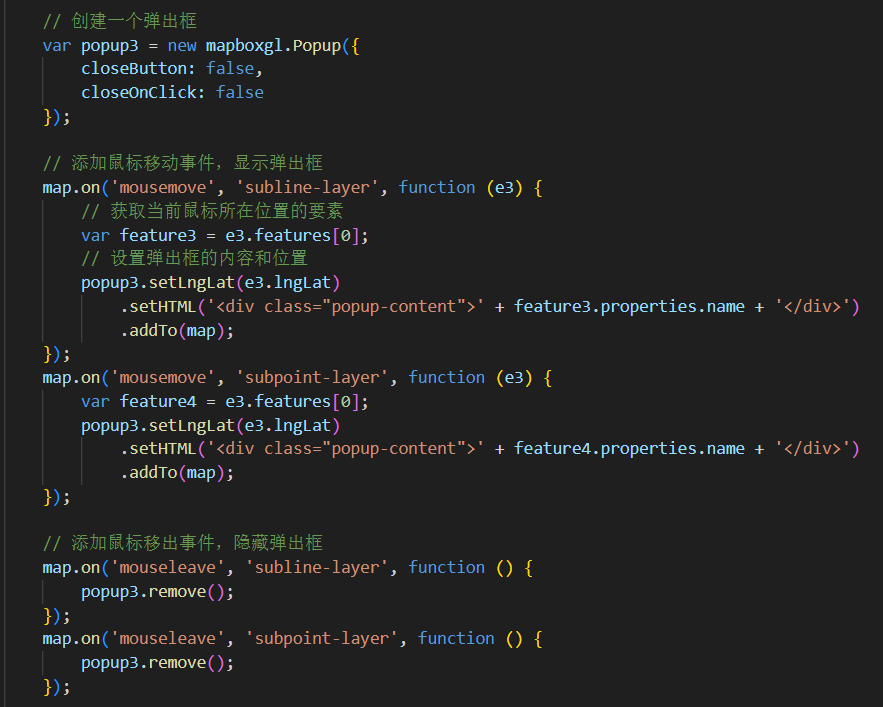 // 创建一个弹出框
var popup3 = new mapboxgl.Popup({
    closeButton: false,
    closeOnClick: false
});

// 添加鼠标移动事件，显示弹出框
map.on('mousemove', 'subline-layer', function (e3) {
    // 获取当前鼠标所在位置的要素
    var feature3 = e3.features[0];
    // 设置弹出框的内容和位置
    popup3.setLngLat(e3.lngLat)
        .setHTML('<div class="popup-content">' + feature3.properties.name + '</div>')
        .addTo(map);
});
map.on('mousemove', 'subpoint-layer', function (e3) {
    var feature4 = e3.features[0];
    popup3.setLngLat(e3.lngLat)
        .setHTML('<div class="popup-content">' + feature4.properties.name + '</div>')
        .addTo(map);
});

// 添加鼠标移出事件，隐藏弹出框
map.on('mouseleave', 'subline-layer', function () {
    popup3.remove();
});
map.on('mouseleave', 'subpoint-layer', function () {
    popup3.remove();
});